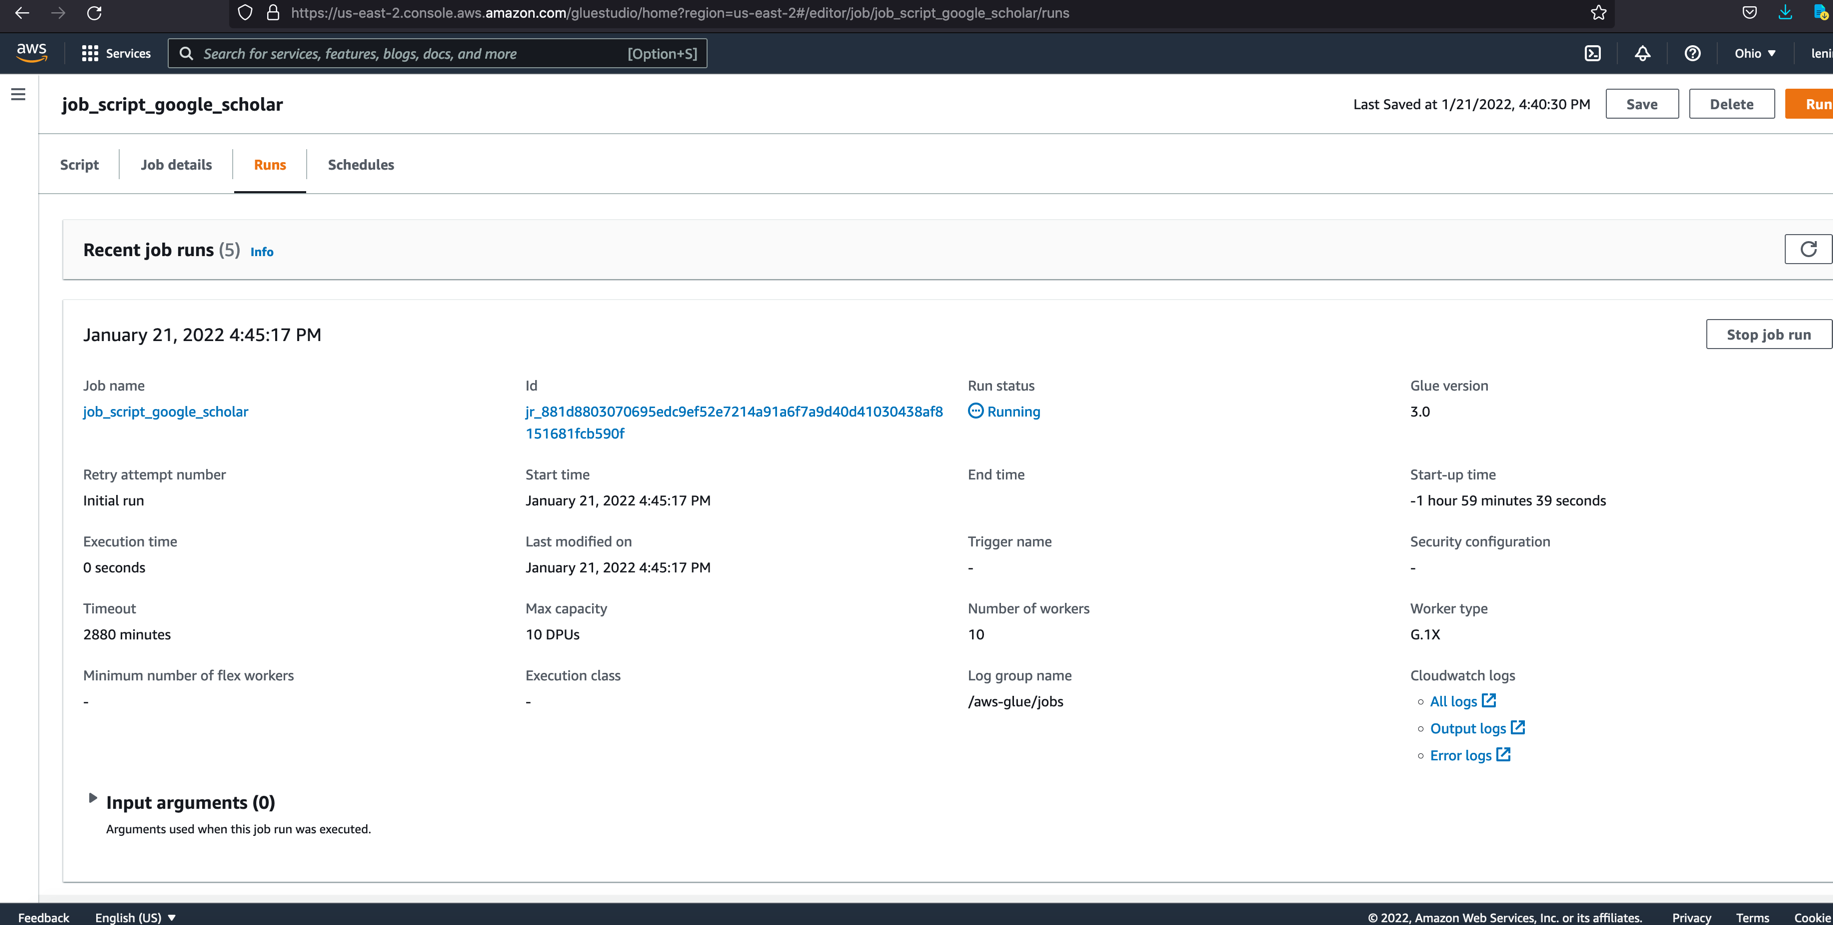 https://us-east-2.console.aws.amazon.com/gluestudio/home?region=us-east-2#/editor/job/job_script_google_scholar/runs
aws Services Search for services, features, blogs, docs, and more [Option+S] Ohio ▼ leni
job_script_google_scholar Last Saved at 1/21/2022, 4:40:30 PM Save Delete Run
Script Job details Runs Schedules
Recent job runs (5) Info
January 21, 2022 4:45:17 PM Stop job run
Job name Id Run status Glue version
job_script_google_scholar jr_881d8803070695edc9ef52e7214a91a6f7a9d40d41030438af8 Running 3.0
151681fcb590f
Retry attempt number Start time End time Start-up time
Initial run January 21, 2022 4:45:17 PM -1 hour 59 minutes 39 seconds
Execution time Last modified on Trigger name Security configuration
0 seconds January 21, 2022 4:45:17 PM - -
Timeout Max capacity Number of workers Worker type
2880 minutes 10 DPUs 10 G.1X
Minimum number of flex workers Execution class Log group name Cloudwatch logs
- - /aws-glue/jobs All logs
Output logs
Error logs
Input arguments (0)
Arguments used when this job run was executed.
Feedback English (US) ▼ © 2022, Amazon Web Services, Inc. or its affiliates. Privacy Terms Cookie